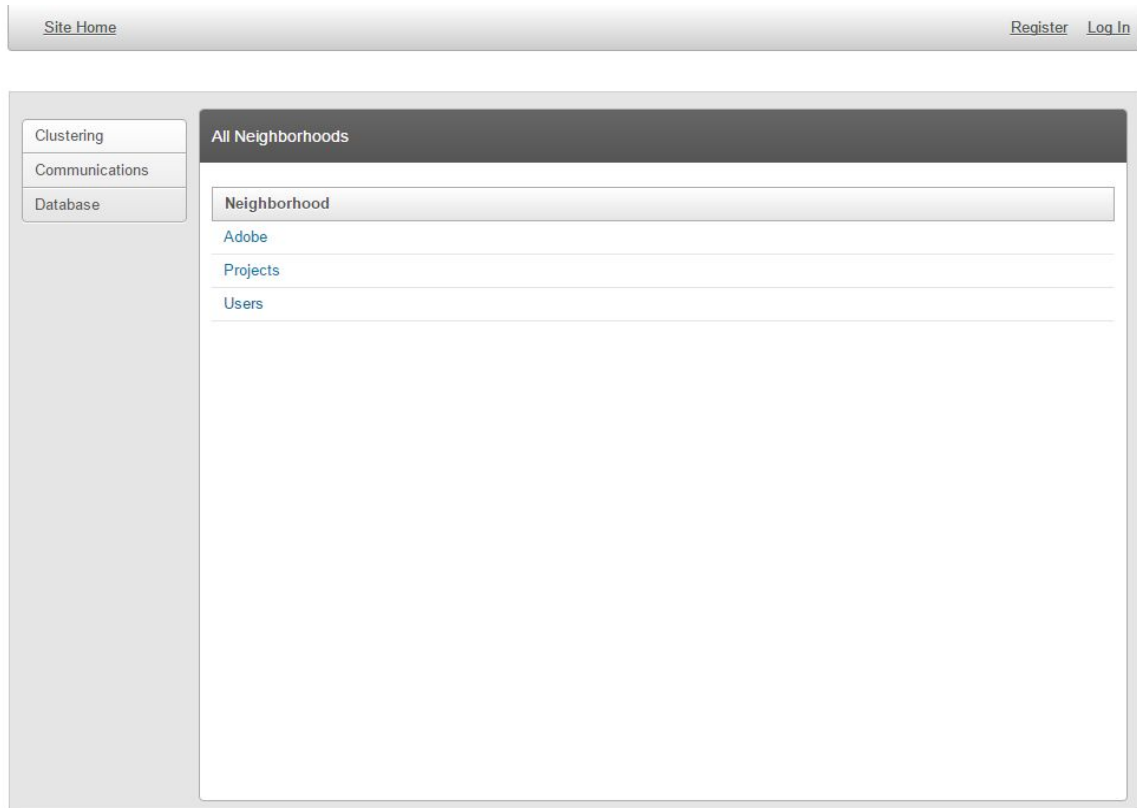 Site Home
Register Log In
Clustering
Communications
Database
All Neighborhoods
Neighborhood
Adobe
Projects
Users